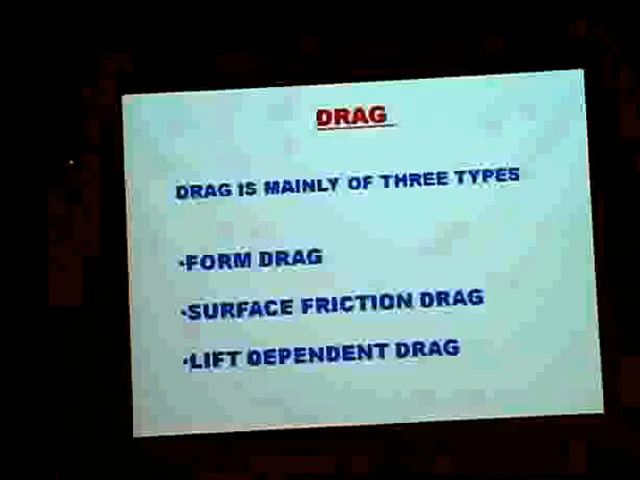 DRAG
DRAG IS MAINLY OF THREE TYPES
•FORM DRAG
•SURFACE FRICTION DRAG
•LIFT DEPENDENT DRAG